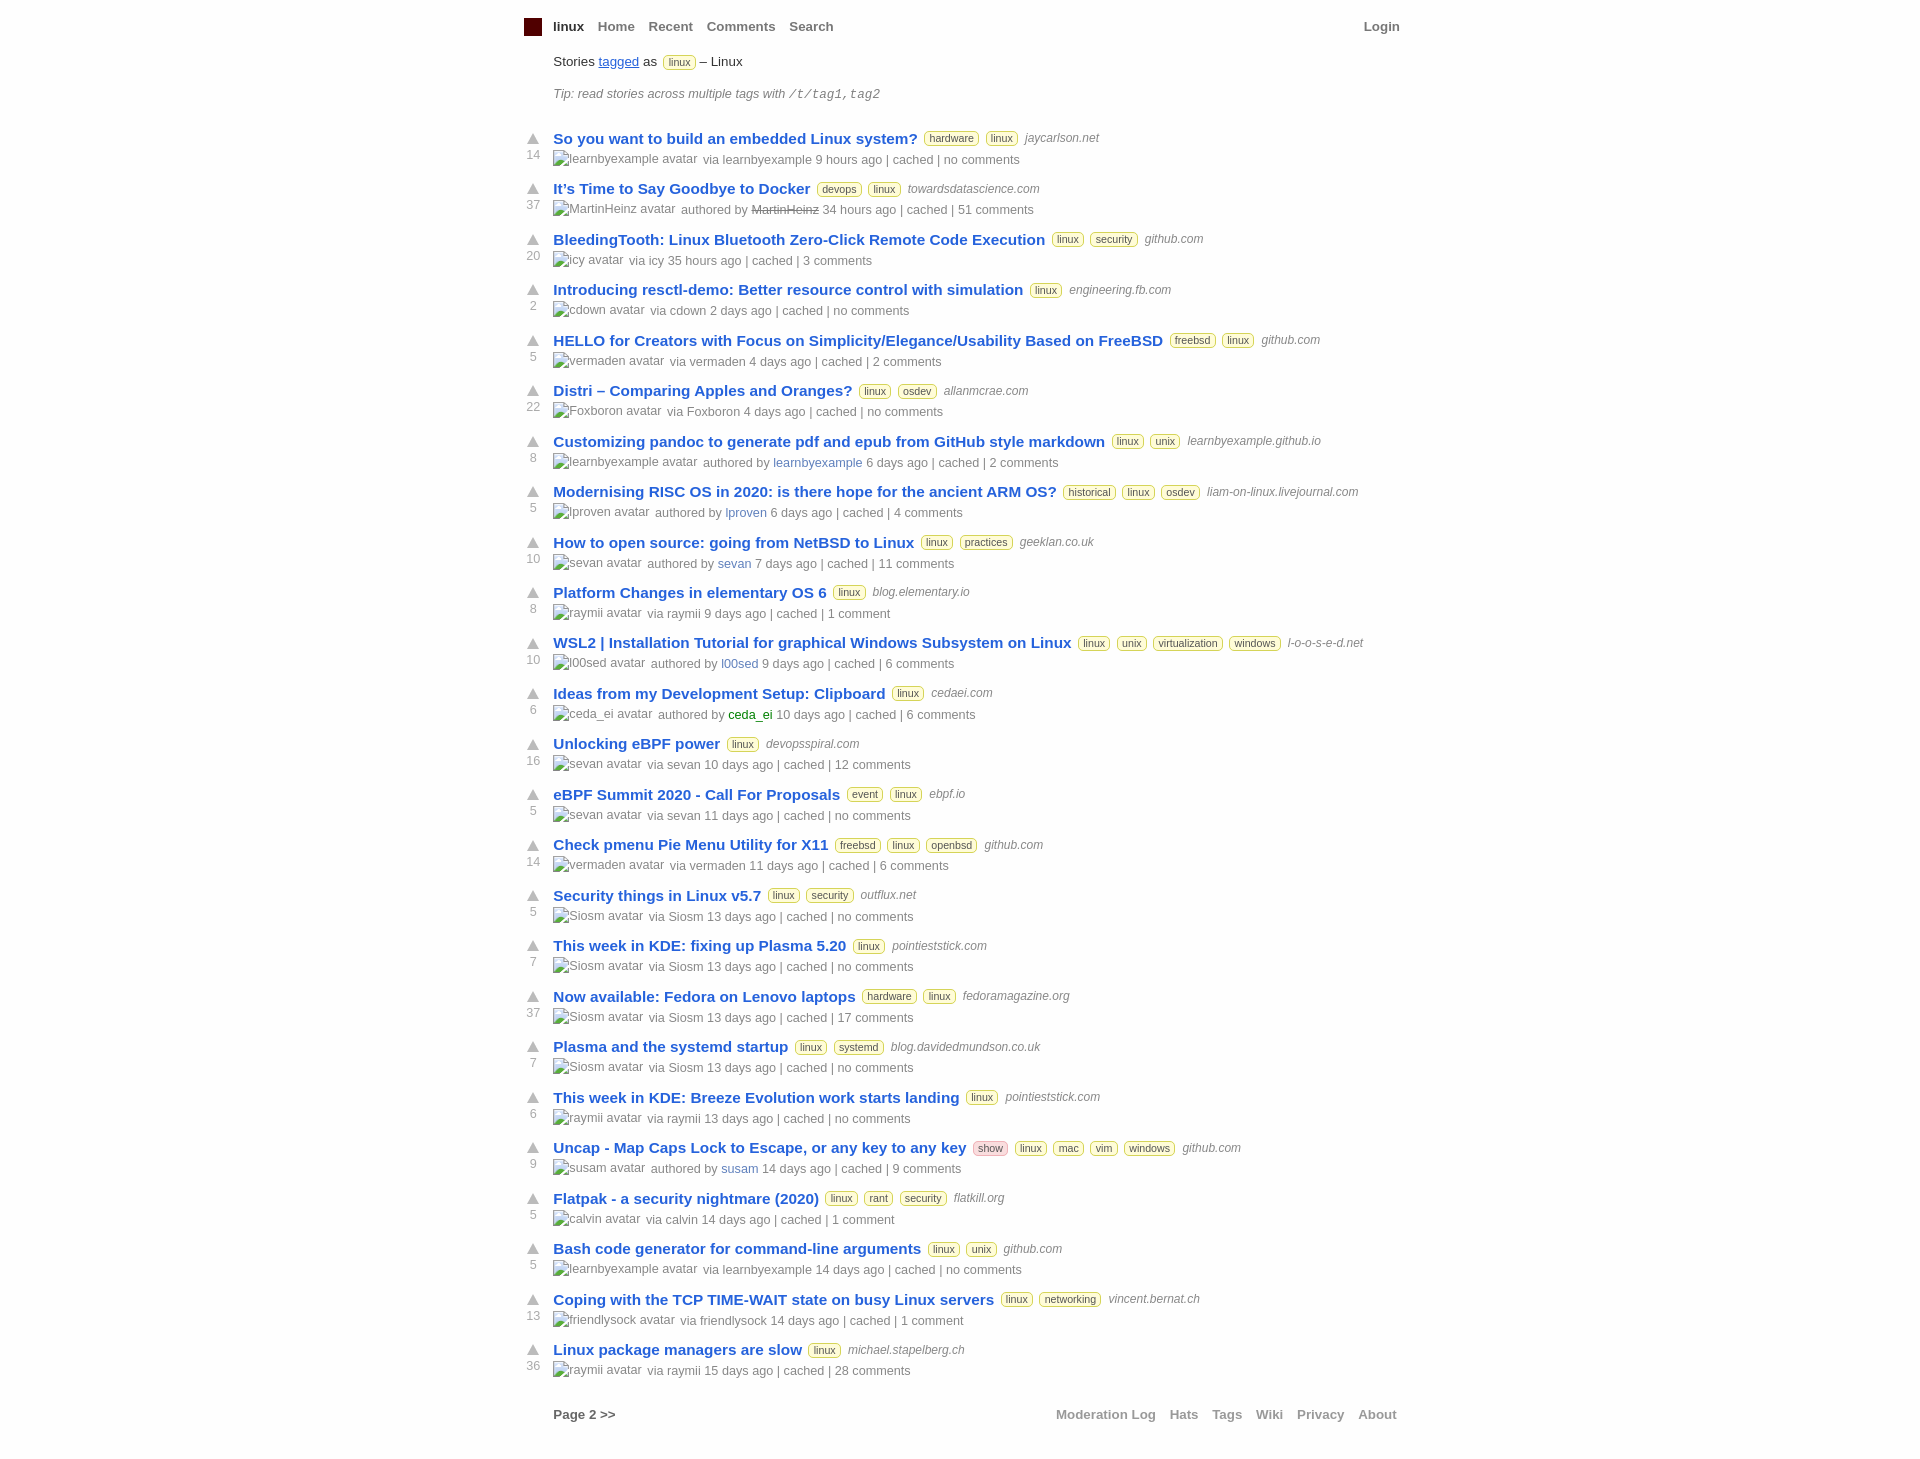 linux Home Recent Comments Search Login
Stories tagged as linux – Linux
Tip: read stories across multiple tags with /t/tag1,tag2
So you want to build an embedded Linux system? hardware linux jaycarlson.net
14 learnbyexample avatar via learnbyexample 9 hours ago | cached | no comments
It’s Time to Say Goodbye to Docker devops linux towardsdatascience.com
37 MartinHeinz avatar authored by MartinHeinz 34 hours ago | cached | 51 comments
BleedingTooth: Linux Bluetooth Zero-Click Remote Code Execution linux security github.com
20 icy avatar via icy 35 hours ago | cached | 3 comments
Introducing resctl-demo: Better resource control with simulation linux engineering.fb.com
2 cdown avatar via cdown 2 days ago | cached | no comments
HELLO for Creators with Focus on Simplicity/Elegance/Usability Based on FreeBSD freebsd linux github.com
5 vermaden avatar via vermaden 4 days ago | cached | 2 comments
Distri – Comparing Apples and Oranges? linux osdev allanmcrae.com
22 Foxboron avatar via Foxboron 4 days ago | cached | no comments
Customizing pandoc to generate pdf and epub from GitHub style markdown linux unix learnbyexample.github.io
8 learnbyexample avatar authored by learnbyexample 6 days ago | cached | 2 comments
Modernising RISC OS in 2020: is there hope for the ancient ARM OS? historical linux osdev liam-on-linux.livejournal.com
5 lproven avatar authored by lproven 6 days ago | cached | 4 comments
How to open source: going from NetBSD to Linux linux practices geeklan.co.uk
10 sevan avatar authored by sevan 7 days ago | cached | 11 comments
Platform Changes in elementary OS 6 linux blog.elementary.io
8 raymii avatar via raymii 9 days ago | cached | 1 comment
WSL2 | Installation Tutorial for graphical Windows Subsystem on Linux linux unix virtualization windows l-o-o-s-e-d.net
10 l00sed avatar authored by l00sed 9 days ago | cached | 6 comments
Ideas from my Development Setup: Clipboard linux cedaei.com
6 ceda_ei avatar authored by ceda_ei 10 days ago | cached | 6 comments
Unlocking eBPF power linux devopsspiral.com
16 sevan avatar via sevan 10 days ago | cached | 12 comments
eBPF Summit 2020 - Call For Proposals event linux ebpf.io
5 sevan avatar via sevan 11 days ago | cached | no comments
Check pmenu Pie Menu Utility for X11 freebsd linux openbsd github.com
14 vermaden avatar via vermaden 11 days ago | cached | 6 comments
Security things in Linux v5.7 linux security outflux.net
5 Siosm avatar via Siosm 13 days ago | cached | no comments
This week in KDE: fixing up Plasma 5.20 linux pointieststick.com
7 Siosm avatar via Siosm 13 days ago | cached | no comments
Now available: Fedora on Lenovo laptops hardware linux fedoramagazine.org
37 Siosm avatar via Siosm 13 days ago | cached | 17 comments
Plasma and the systemd startup linux systemd blog.davidedmundson.co.uk
7 Siosm avatar via Siosm 13 days ago | cached | no comments
This week in KDE: Breeze Evolution work starts landing linux pointieststick.com
6 raymii avatar via raymii 13 days ago | cached | no comments
Uncap - Map Caps Lock to Escape, or any key to any key show linux mac vim windows github.com
9 susam avatar authored by susam 14 days ago | cached | 9 comments
Flatpak - a security nightmare (2020) linux rant security flatkill.org
5 calvin avatar via calvin 14 days ago | cached | 1 comment
Bash code generator for command-line arguments linux unix github.com
5 learnbyexample avatar via learnbyexample 14 days ago | cached | no comments
Coping with the TCP TIME-WAIT state on busy Linux servers linux networking vincent.bernat.ch
13 friendlysock avatar via friendlysock 14 days ago | cached | 1 comment
Linux package managers are slow linux michael.stapelberg.ch
36 raymii avatar via raymii 15 days ago | cached | 28 comments
Page 2 >> Moderation Log Hats Tags Wiki Privacy About